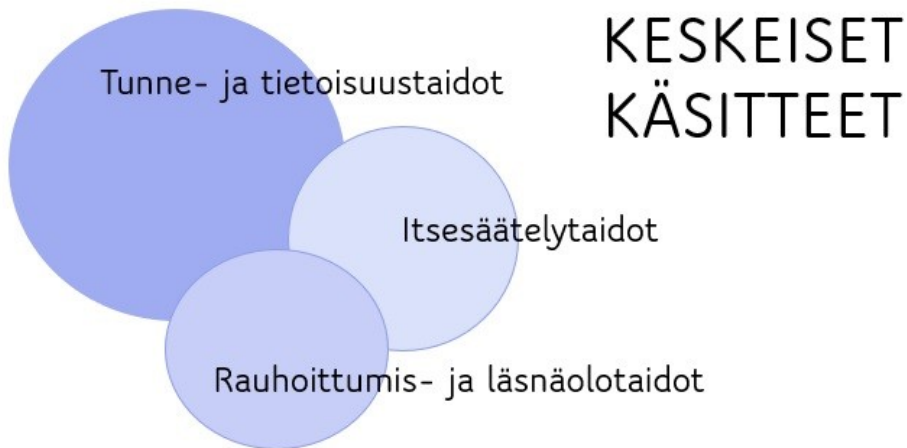 KESKEISET
KÄSITTEET
Tunne- ja tietoisuustaidot
Itsesäätelytaidot
Rauhoittumis- ja läsnäolotaidot